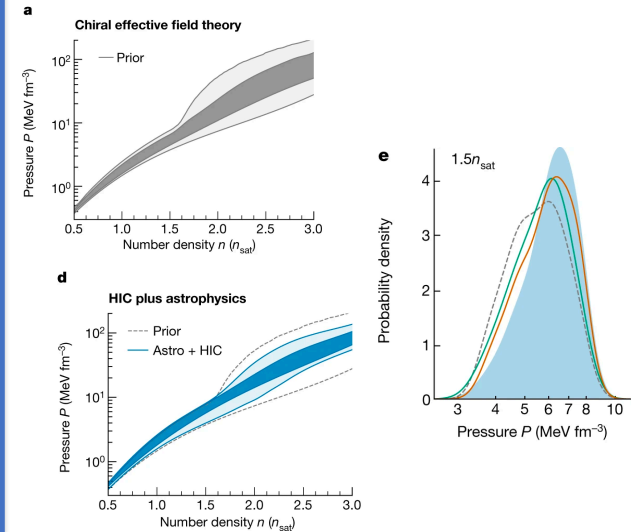 a
Chiral effective field theory
Prior
10²
10¹
10⁰
Pressure P (MeV fm⁻³)
0.5 1.0 1.5 2.0 2.5 3.0
Number density n (nsat)
d
HIC plus astrophysics
Prior
Astro + HIC
10²
10¹
10⁰
Pressure P (MeV fm⁻³)
0.5 1.0 1.5 2.0 2.5 3.0
Number density n (nsat)
e
1.5nsat
4
3
2
1
0
Probability density
3 4 5 6 7 8 10
Pressure P (MeV fm⁻³)